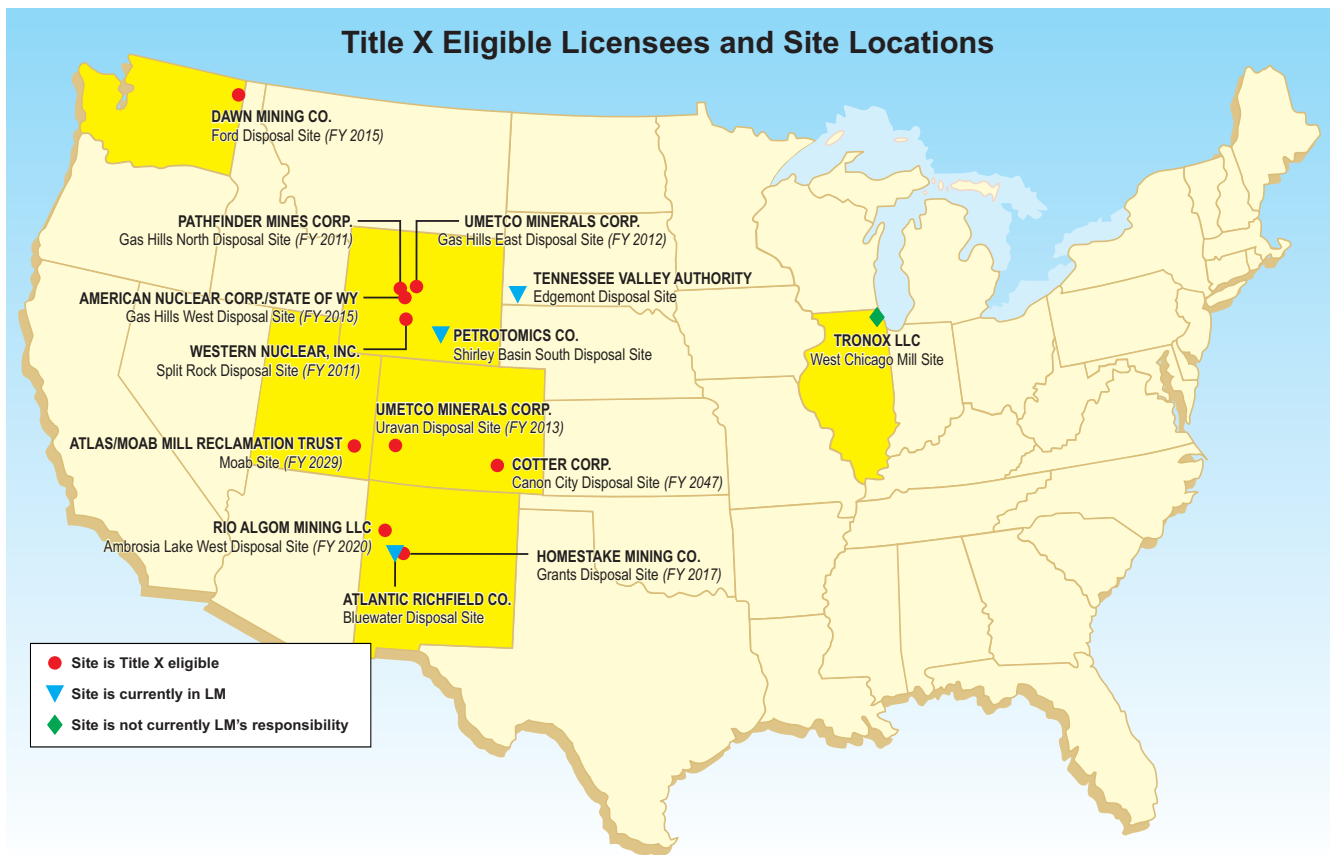 Title X Eligible Licensees and Site Locations
DAWN MINING CO.
Ford Disposal Site (FY 2015)
PATHFINDER MINES CORP.
Gas Hills North Disposal Site (FY 2011)
UMETCO MINERALS CORP.
Gas Hills East Disposal Site (FY 2012)
TENNESSEE VALLEY AUTHORITY
Edgemont Disposal Site
AMERICAN NUCLEAR CORP./STATE OF WY
Gas Hills West Disposal Site (FY 2015)
PETROTOMICS CO.
Shirley Basin South Disposal Site
TRONOX LLC
West Chicago Mill Site
WESTERN NUCLEAR, INC.
Split Rock Disposal Site (FY 2011)
UMETCO MINERALS CORP.
Uravan Disposal Site (FY 2013)
ATLAS/MOAB MILL RECLAMATION TRUST
Moab Site (FY 2029)
COTTER CORP.
Canon City Disposal Site (FY 2047)
RIO ALGOM MINING LLC
Ambrosia Lake West Disposal Site (FY 2020)
HOMESTAKE MINING CO.
Grants Disposal Site (FY 2017)
ATLANTIC RICHFIELD CO.
Bluewater Disposal Site
Site is Title X eligible
Site is currently in LM
Site is not currently LM's responsibility